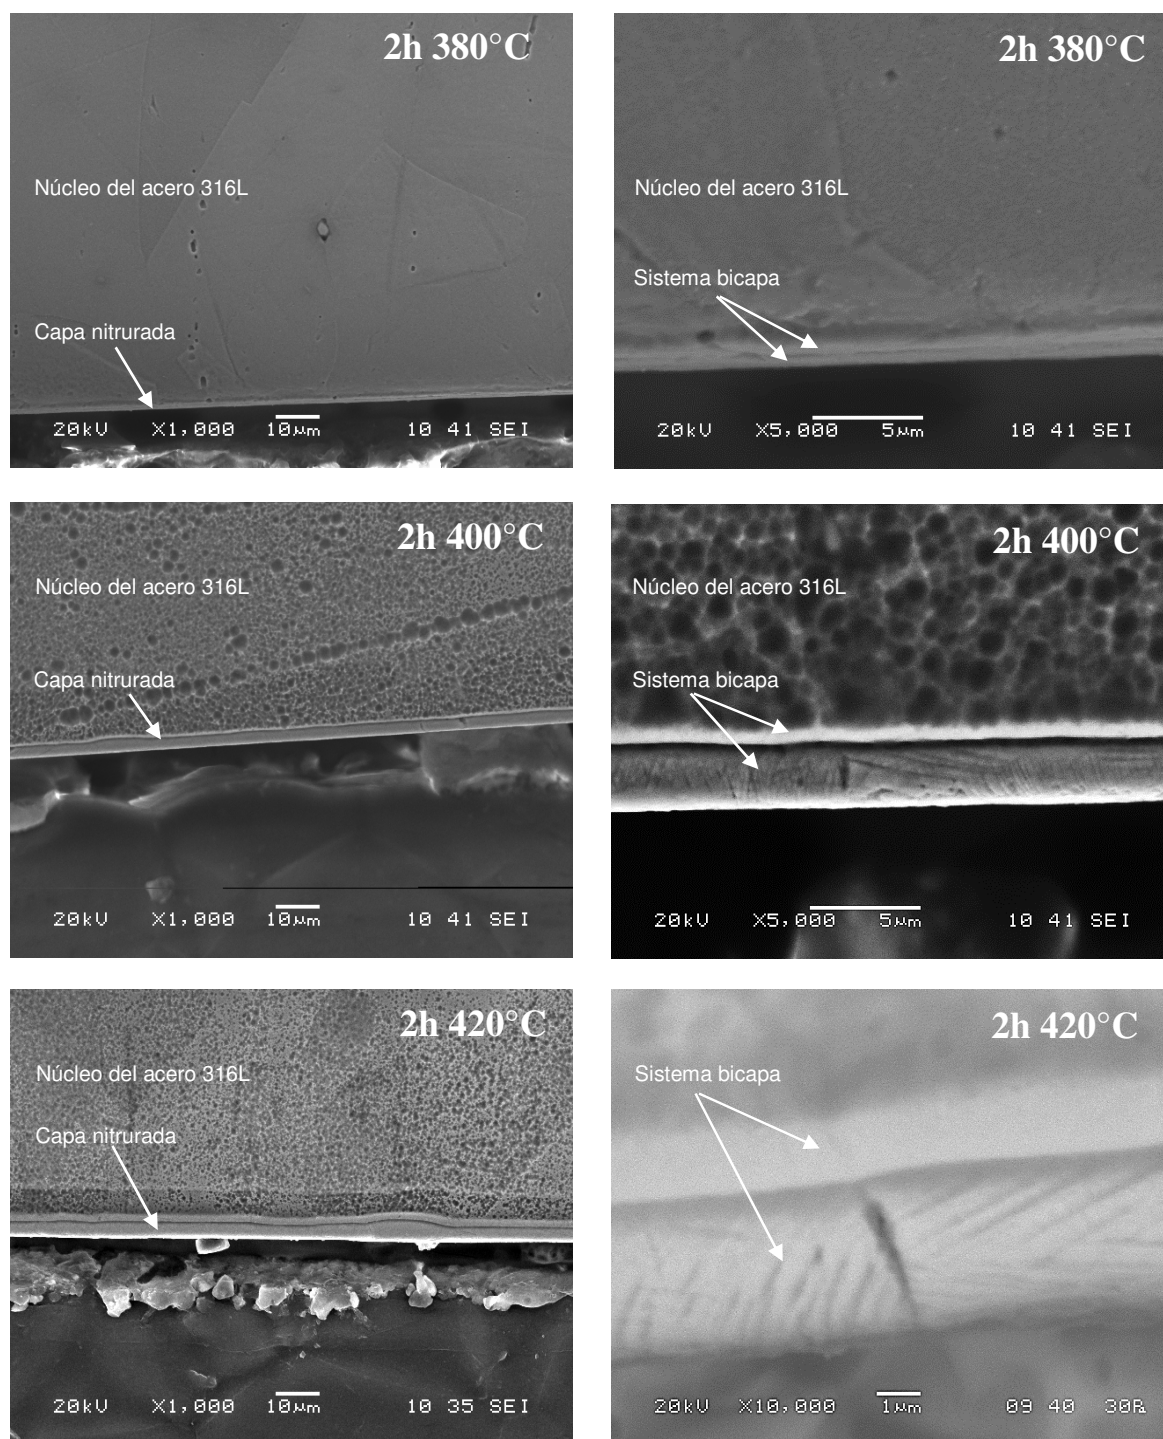 2h 380°C
Núcleo del acero 316L
Capa nitrurada
20kV X1,000 10µm 10 41 SEI
2h 380°C
Núcleo del acero 316L
Sistema bicapa
20kV X5,000 5µm 10 41 SEI
2h 400°C
Núcleo del acero 316L
Capa nitrurada
20kV X1,000 10µm 10 41 SEI
2h 400°C
Núcleo del acero 316L
Sistema bicapa
20kV X5,000 5µm 10 41 SEI
2h 420°C
Núcleo del acero 316L
Capa nitrurada
20kV X1,000 10µm 10 35 SEI
2h 420°C
Sistema bicapa
20kV X10,000 1µm 09 40